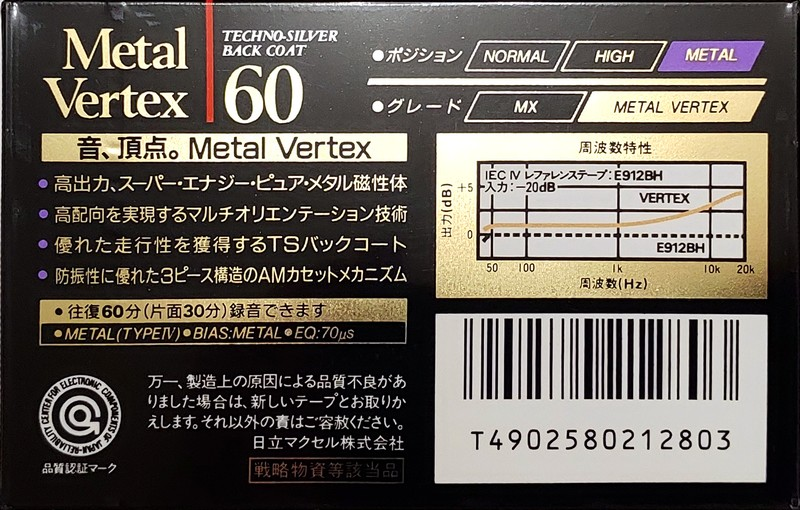 Metal
Vertex
TECHNO-SILVER
BACK COAT
60
●ポジション NORMAL HIGH METAL
●グレード MX METAL VERTEX
音、頂点。Metal Vertex
●高出力、スーパー・エナジー・ピュア・メタル磁性体
●高配向を実現するマルチオリエンテーション技術
●優れた走行性を獲得するTSバックコート
●防振性に優れた3ピース構造のAMカセットメカニズム
●往復60分(片面30分)録音できます
●METAL(TYPEⅣ)●BIAS:METAL●EQ:70μs
周波数特性
IEC Ⅳ レファレンステープ:E912BH
入力:−20dB
VERTEX
E912BH
出力(dB)
+5
0
50 100 1k 10k 20k
周波数(Hz)
RELIABILITY CENTER FOR ELECTRONIC COMPONENTS OF JAPAN
品質認証マーク
万一、製造上の原因による品質不良があ
りました場合は、新しいテープとお取りか
えします。それ以外の責はご容赦ください。
日立マクセル株式会社
戦略物資等該当品
T4902580212803